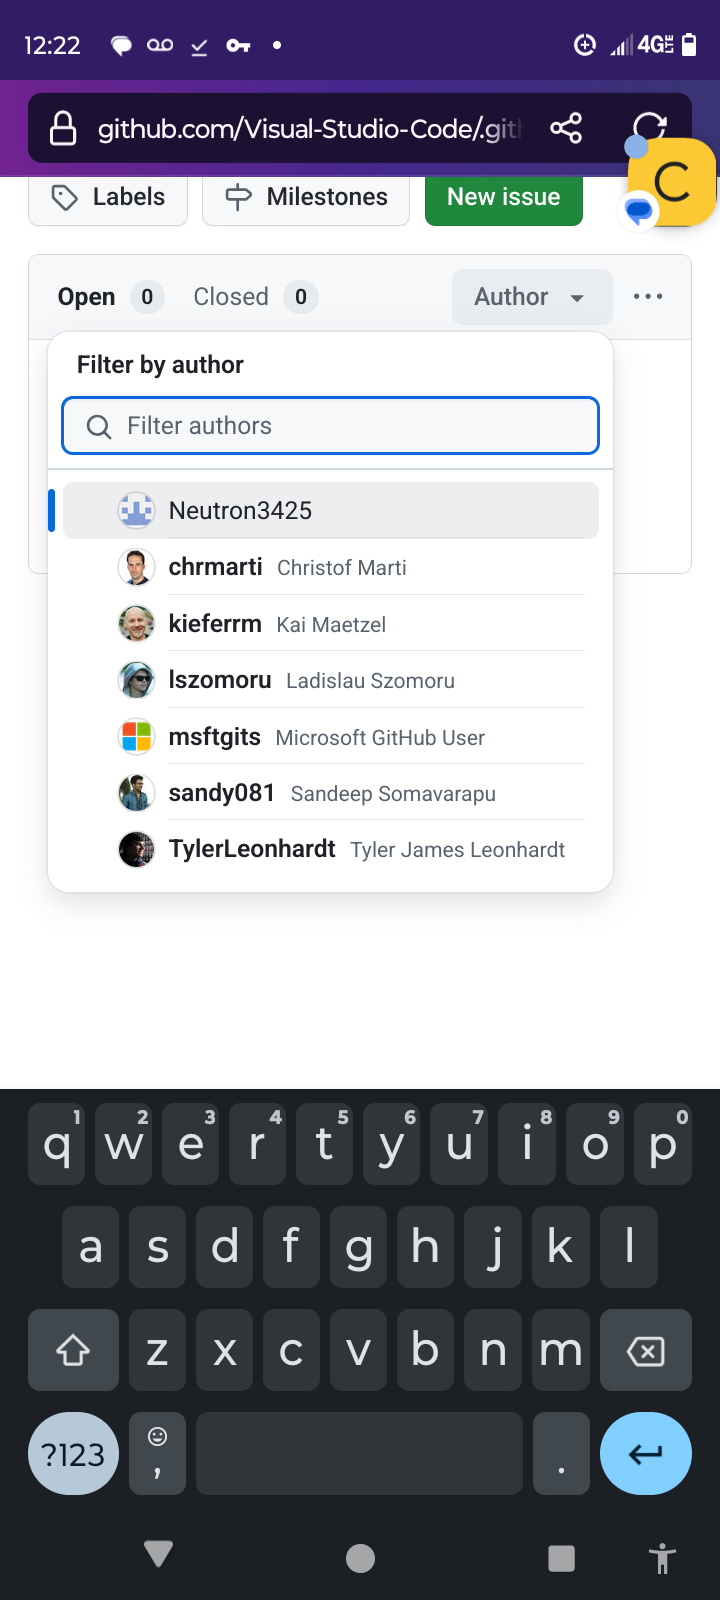 12:22
4G LTE
github.com/Visual-Studio-Code/.git
C
Labels
Milestones
New issue
Open 0
Closed 0
Author
Filter by author
Filter authors
Neutron3425
chrmarti Christof Marti
kieferrm Kai Maetzel
lszomoru Ladislau Szomoru
msftgits Microsoft GitHub User
sandy081 Sandeep Somavarapu
TylerLeonhardt Tyler James Leonhardt
1 2 3 4 5 6 7 8 9 0
q w e r t y u i o p
a s d f g h j k l
z x c v b n m
?123 , .